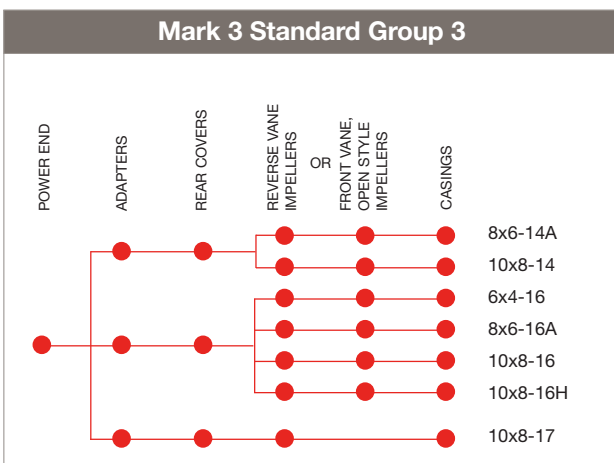 Mark 3 Standard Group 3
POWER END
ADAPTERS
REAR COVERS
REVERSE VANE
IMPELLERS
OR
FRONT VANE,
OPEN STYLE
IMPELLERS
CASINGS
8x6-14A
10x8-14
6x4-16
8x6-16A
10x8-16
10x8-16H
10x8-17